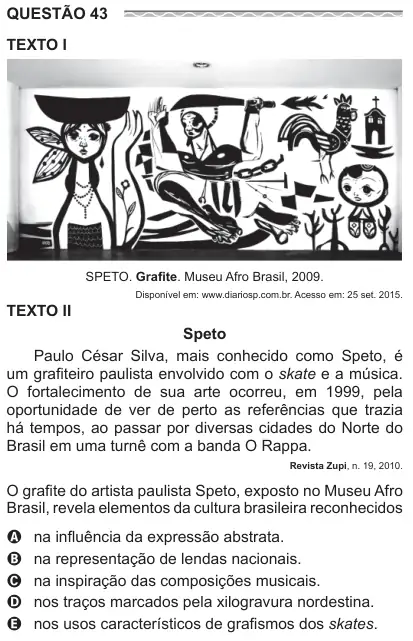 QUESTÃO 43
TEXTO I
SPETO. Grafite. Museu Afro Brasil, 2009.
Disponível em: www.diariosp.com.br. Acesso em: 25 set. 2015.
TEXTO II
Speto
Paulo César Silva, mais conhecido como Speto, é
um grafiteiro paulista envolvido com o skate e a música.
O fortalecimento de sua arte ocorreu, em 1999, pela
oportunidade de ver de perto as referências que trazia
há tempos, ao passar por diversas cidades do Norte do
Brasil em uma turnê com a banda O Rappa.
Revista Zupi, n. 19, 2010.
O grafite do artista paulista Speto, exposto no Museu Afro
Brasil, revela elementos da cultura brasileira reconhecidos
A na influência da expressão abstrata.
B na representação de lendas nacionais.
C na inspiração das composições musicais.
D nos traços marcados pela xilogravura nordestina.
E nos usos característicos de grafismos dos skates.